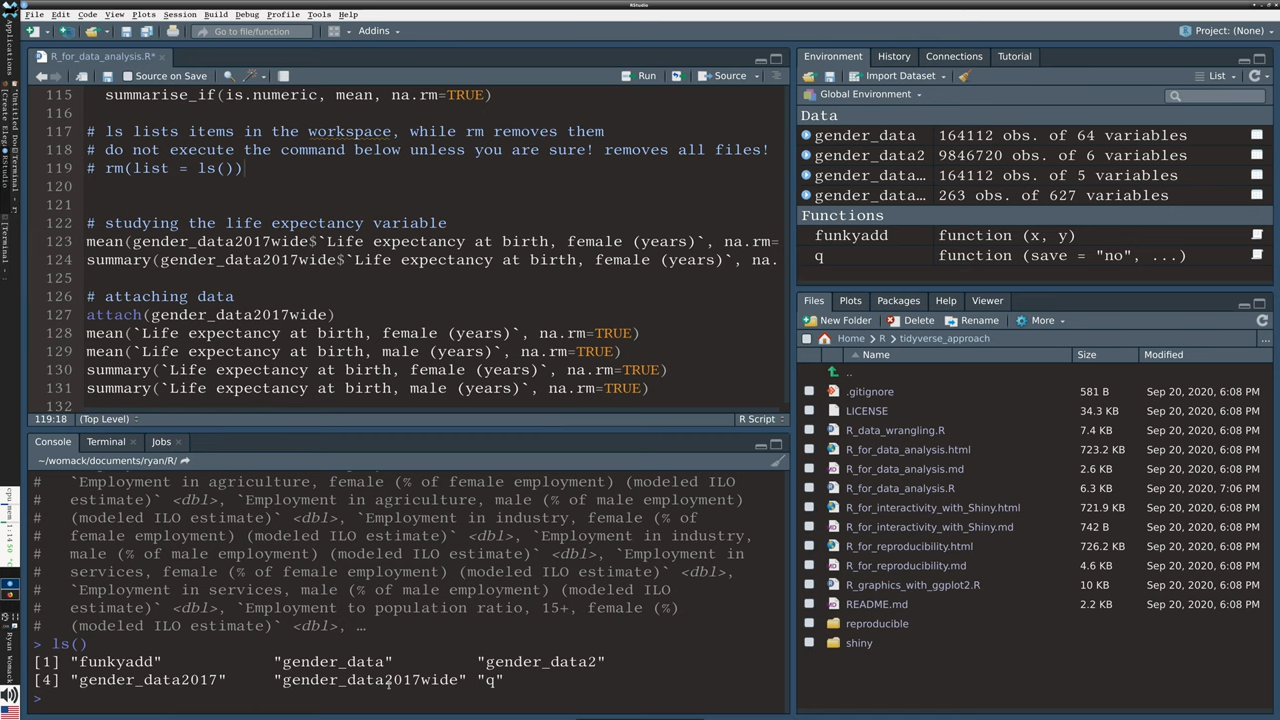 RStudio
File Edit Code View Plots Session Build Debug Profile Tools Help
Go to file/function Addins Project: (None)
R_for_data_analysis.R*
Source on Save Run Source
115 summarise_if(is.numeric, mean, na.rm=TRUE)
116
117 # ls lists items in the workspace, while rm removes them
118 # do not execute the command below unless you are sure! removes all files!
119 # rm(list = ls())
120
121
122 # studying the life expectancy variable
123 mean(gender_data2017wide$`Life expectancy at birth, female (years)`, na.rm=
124 summary(gender_data2017wide$`Life expectancy at birth, female (years)`, na.
125
126 # attaching data
127 attach(gender_data2017wide)
128 mean(`Life expectancy at birth, female (years)`, na.rm=TRUE)
129 mean(`Life expectancy at birth, male (years)`, na.rm=TRUE)
130 summary(`Life expectancy at birth, female (years)`, na.rm=TRUE)
131 summary(`Life expectancy at birth, male (years)`, na.rm=TRUE)
132
119:18 (Top Level) R Script
Console Terminal Jobs
~/womack/documents/ryan/R/
# `Employment in agriculture, female (% of female employment) (modeled ILO
# estimate)` <dbl>, `Employment in agriculture, male (% of male employment)
# (modeled ILO estimate)` <dbl>, `Employment in industry, female (% of
# female employment) (modeled ILO estimate)` <dbl>, `Employment in industry,
# male (% of male employment) (modeled ILO estimate)` <dbl>, `Employment in
# services, female (% of female employment) (modeled ILO estimate)` <dbl>,
# `Employment in services, male (% of male employment) (modeled ILO
# estimate)` <dbl>, `Employment to population ratio, 15+, female (%)
# (modeled ILO estimate)` <dbl>, …
> ls()
[1] "funkyadd" "gender_data" "gender_data2"
[4] "gender_data2017" "gender_data2017wide" "q"
>
Environment History Connections Tutorial
Import Dataset List
Global Environment
Data
gender_data 164112 obs. of 64 variables
gender_data2 9846720 obs. of 6 variables
gender_data… 164112 obs. of 5 variables
gender_data… 263 obs. of 627 variables
Functions
funkyadd function (x, y)
q function (save = "no", ...)
Files Plots Packages Help Viewer
New Folder Delete Rename More
Home R tidyverse_approach
Name Size Modified
..
.gitignore 581 B Sep 20, 2020, 6:08 PM
LICENSE 34.3 KB Sep 20, 2020, 6:08 PM
R_data_wrangling.R 7.4 KB Sep 20, 2020, 6:08 PM
R_for_data_analysis.html 723.2 KB Sep 20, 2020, 6:08 PM
R_for_data_analysis.md 2.6 KB Sep 20, 2020, 6:08 PM
R_for_data_analysis.R 6.3 KB Sep 20, 2020, 7:06 PM
R_for_interactivity_with_Shiny.html 721.9 KB Sep 20, 2020, 6:08 PM
R_for_interactivity_with_Shiny.md 742 B Sep 20, 2020, 6:08 PM
R_for_reproducibility.html 726.2 KB Sep 20, 2020, 6:08 PM
R_for_reproducibility.md 4.6 KB Sep 20, 2020, 6:08 PM
R_graphics_with_ggplot2.R 10 KB Sep 20, 2020, 6:08 PM
README.md 2.2 KB Sep 20, 2020, 6:08 PM
reproducible
shiny
Applications
RStudio
Ryan Womack